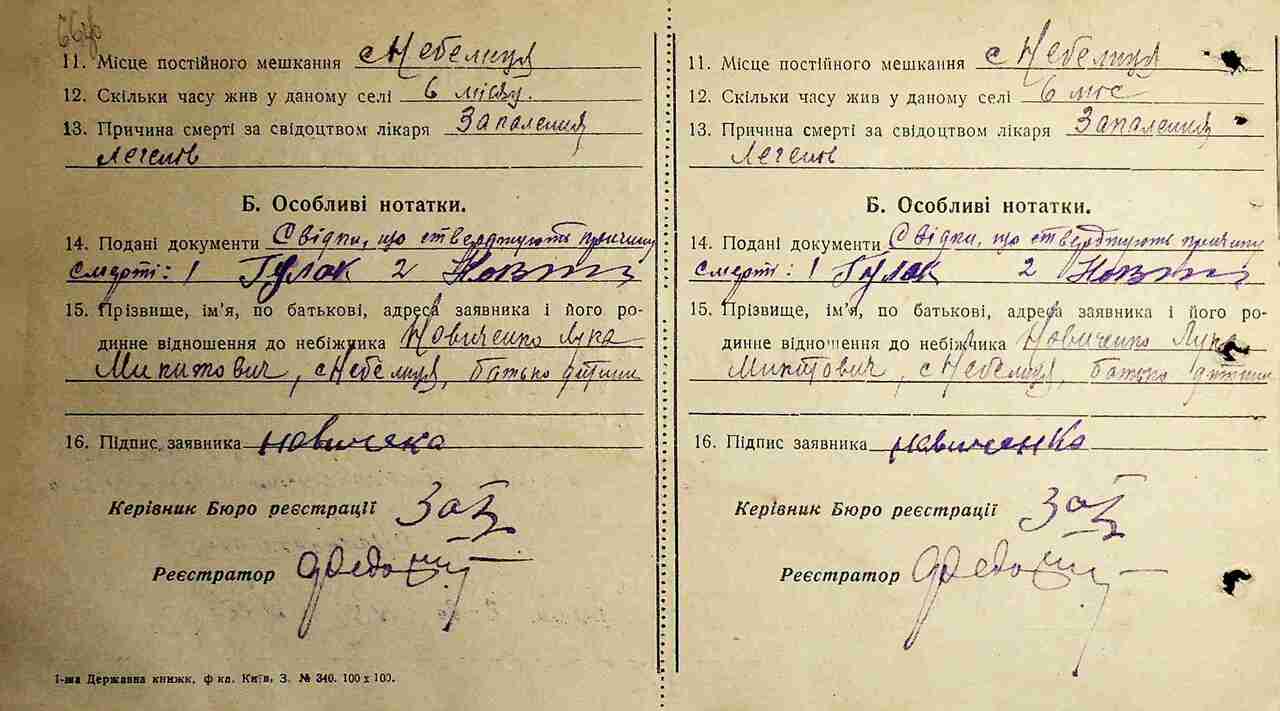 11. Місце постійного мешкання с Небелиця
12. Скільки часу жив у даному селі 6 місяц.
13. Причина смерті за свідоцтвом лікаря Запалення
легенів
Б. Особливі нотатки.
14. Подані документи Свідки, що стверджують причину
смерті: 1 Гулак 2
15. Прізвище, ім'я, по батькові, адреса заявника і його ро-
динне відношення до небіжчика Новиченко Лука
Микитович, с Небелиця, батько дитини
16. Підпис заявника
Керівник Бюро реєстрації
Реєстратор
1-ша Державна книжк. ф-ка. Київ, З. № 340. 100 x 100.
11. Місце постійного мешкання с Небелиця
12. Скільки часу жив у даному селі 6 міс
13. Причина смерті за свідоцтвом лікаря Запалення
легенів
Б. Особливі нотатки.
14. Подані документи Свідки, що стверджують причину
смерті: 1 Гулак 2
15. Прізвище, ім'я, по батькові, адреса заявника і його ро-
динне відношення до небіжчика Новиченко Лука
Микитович, с Небелиця, батько дитини
16. Підпис заявника новиченко
Керівник Бюро реєстрації
Реєстратор